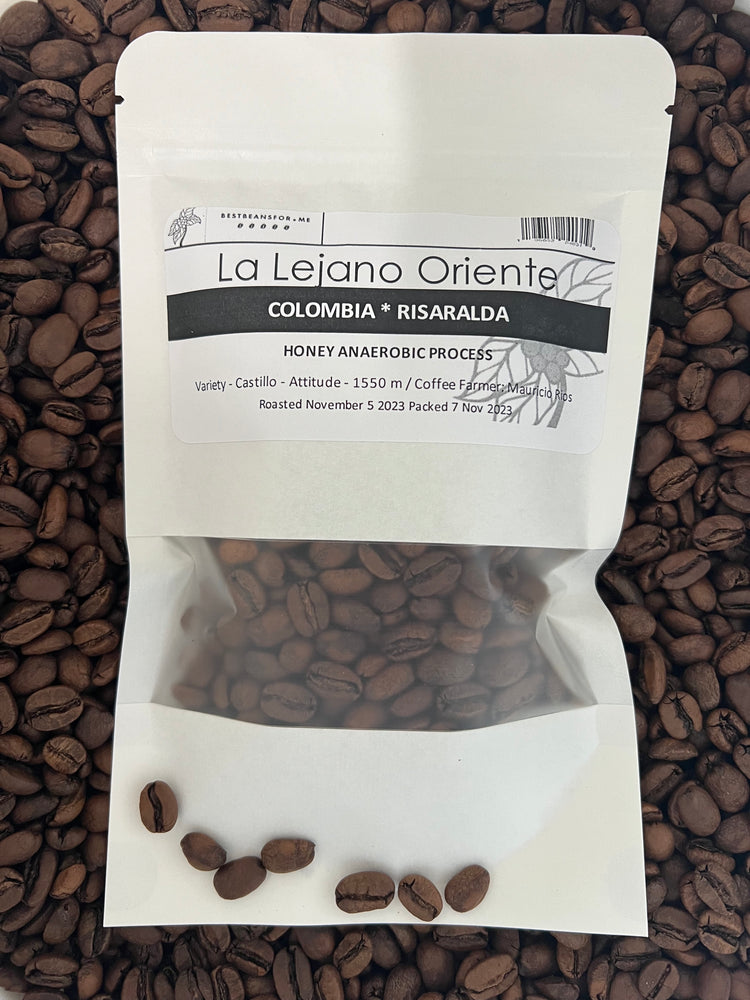 BESTBEANSFOR.ME
La Lejano Oriente
COLOMBIA * RISARALDA
HONEY ANAEROBIC PROCESS
Variety - Castillo - Attitude - 1550 m / Coffee Farmer: Mauricio Rios
Roasted November 5 2023 Packed 7 Nov 2023